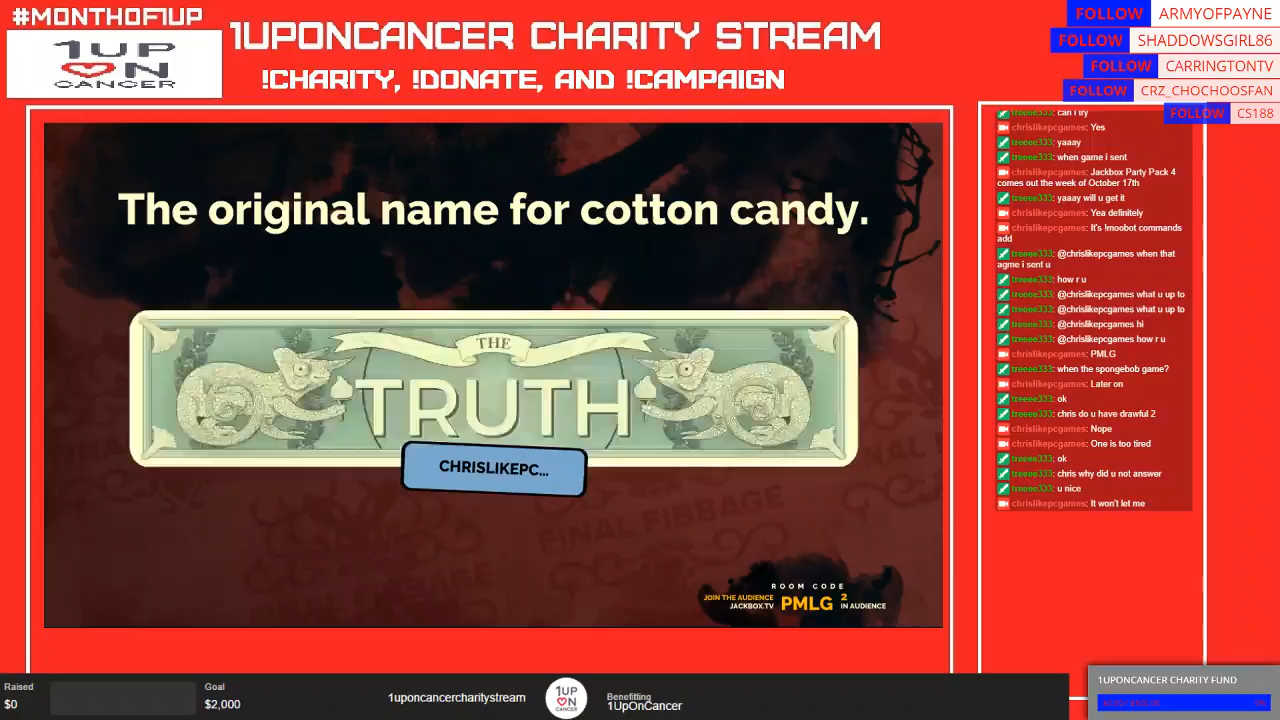 #MONTHOF1UP
1UP
ON
CANCER
1UPONCANCER CHARITY STREAM
!CHARITY, !DONATE, AND !CAMPAIGN
FOLLOW ARMYOFPAYNE
FOLLOW SHADOWSGIRL86
FOLLOW CARRINGTONTV
FOLLOW CRZ_CHOCHOOSFAN
FOLLOW CS188
The original name for cotton candy.
THE
TRUTH
CHRISLIKEPC...
FINAL FIBBA
ROOM CODE
JOIN THE AUDIENCE
JACKBOX.TV
PMLG
2
IN AUDIENCE
treeee333: can i try
chrislikepcgames: Yes
treeee333: yaaay
treeee333: when game i sent
chrislikepcgames: Jackbox Party Pack 4
comes out the week of October 17th
treeee333: yaaay will u get it
chrislikepcgames: Yea definitely
chrislikepcgames: It's !moobot commands
add
treeee333: @chrislikepcgames when that
agme i sent u
treeee333: how r u
treeee333: @chrislikepcgames what u up to
treeee333: @chrislikepcgames what u up to
treeee333: @chrislikepcgames hi
treeee333: @chrislikepcgames how r u
chrislikepcgames: PMLG
treeee333: when the spongebob game?
chrislikepcgames: Later on
treeee333: ok
treeee333: chris do u have drawful 2
chrislikepcgames: Nope
chrislikepcgames: One is too tired
treeee333: ok
treeee333: chris why did u not answer
treeee333: u nice
chrislikepcgames: It won't let me
Raised
$0
Goal
$2,000
1uponcancercharitystream
1UP
ON
CANCER
Benefitting
1UpOnCancer
1UPONCANCER CHARITY FUND